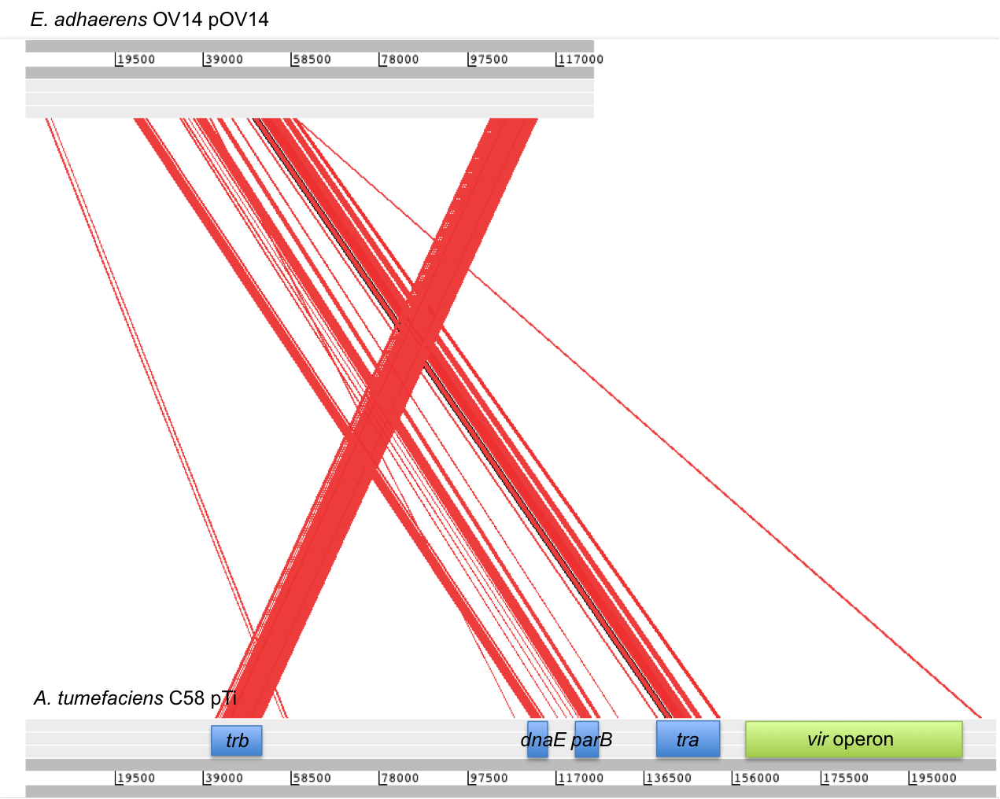 E. adhaerens OV14 pOV14
19500 39000 58500 78000 97500 117000
A. tumefaciens C58 pTi
trb dnaE parB tra vir operon
19500 39000 58500 78000 97500 117000 136500 156000 175500 195000